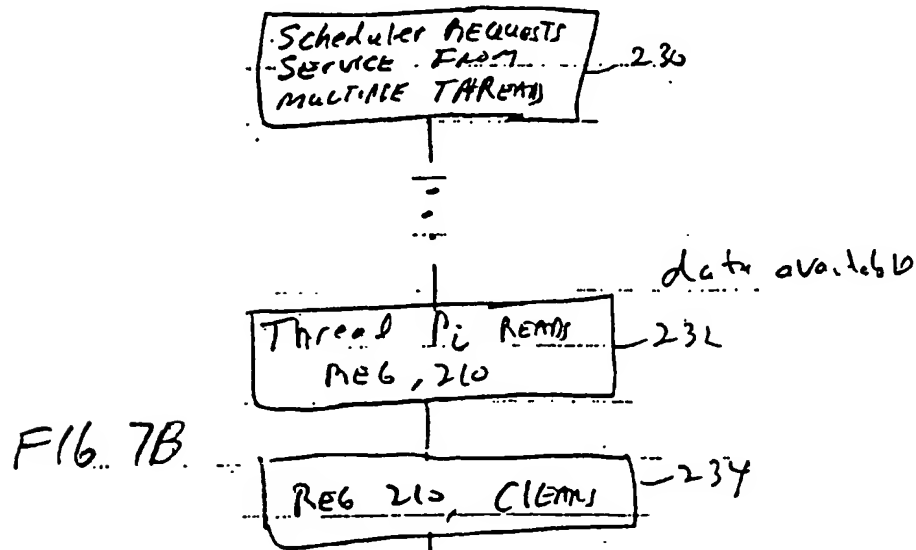 Scheduler REQUESTS
SERVICE FROM
MULTIPLE THREADS
230
data available
Thread Pi READS
REG, 210
232
FIG. 7B
REG 210, CLEARS
234